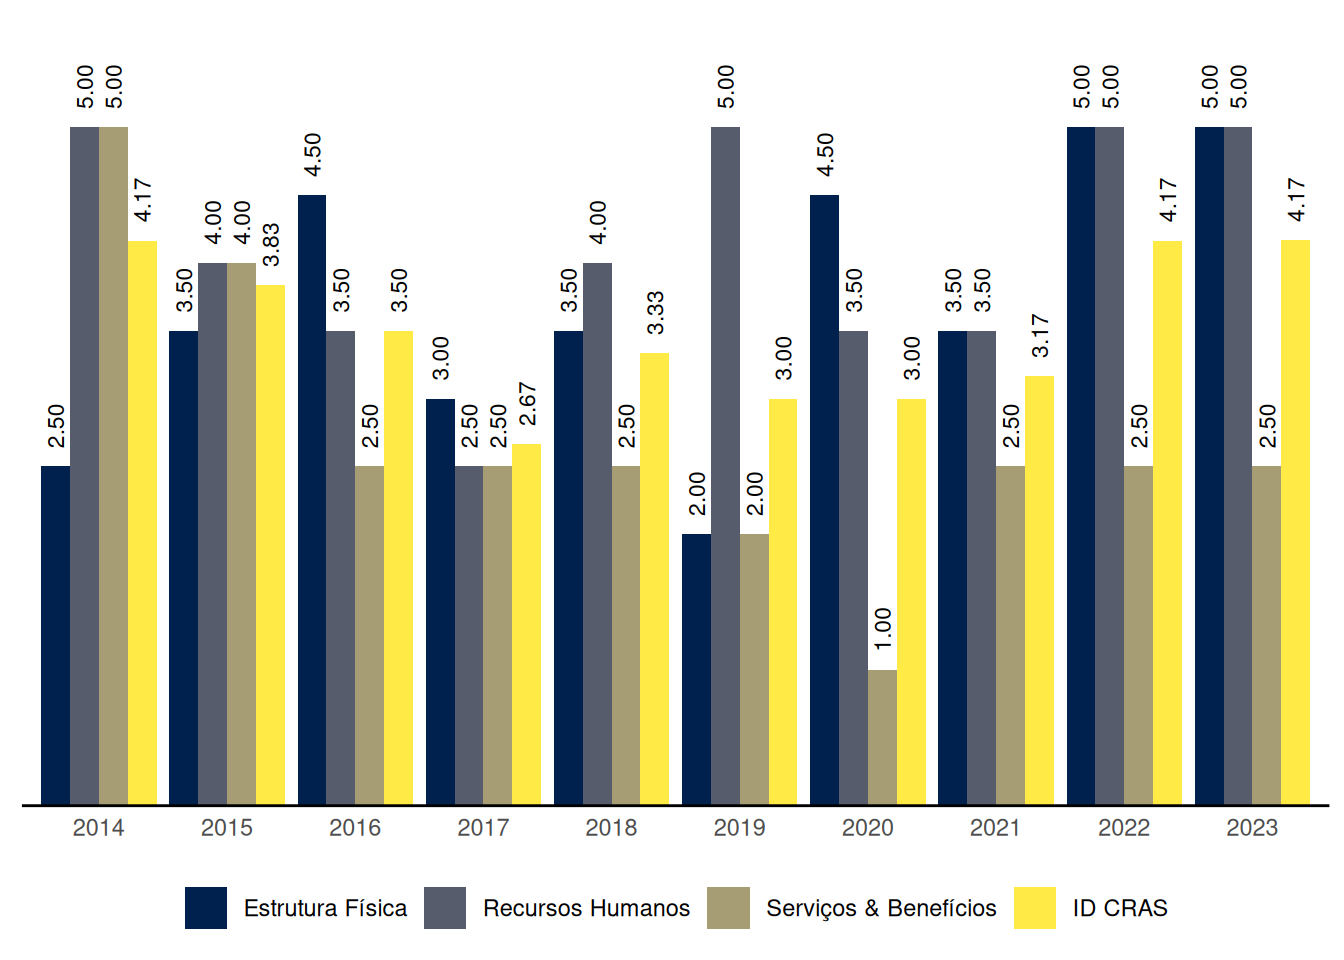 2.50 5.00 5.00 4.17 3.50 4.00 4.00 3.83 4.50 3.50 2.50 3.50 3.00 2.50 2.50 2.67 3.50 4.00 2.50 3.33 2.00 5.00 2.00 3.00 4.50 3.50 1.00 3.00 3.50 3.50 2.50 3.17 5.00 5.00 2.50 4.17 5.00 5.00 2.50 4.17
2014 2015 2016 2017 2018 2019 2020 2021 2022 2023
Estrutura Física Recursos Humanos Serviços & Benefícios ID CRAS